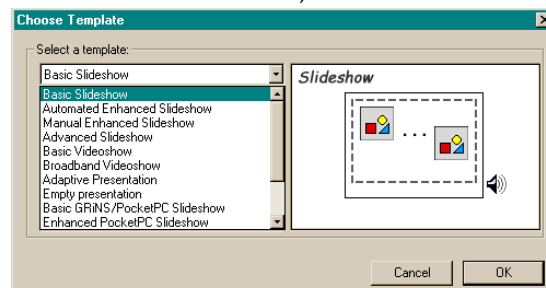 Choose Template
Select a template:
Basic Slideshow
Basic Slideshow
Automated Enhanced Slideshow
Manual Enhanced Slideshow
Advanced Slideshow
Basic Videoshow
Broadband Videoshow
Adaptive Presentation
Empty presentation
Basic GRiNS/PocketPC Slideshow
Enhanced PocketPC Slideshow
Slideshow
...
Cancel
OK